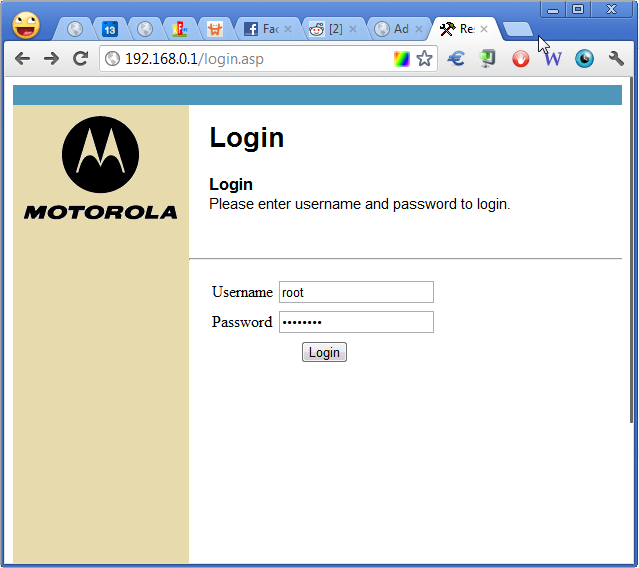 13
Fac
[2]
Ad
Re
192.168.0.1/login.asp
MOTOROLA
Login
Login
Please enter username and password to login.
Username root
Password ••••••••
Login